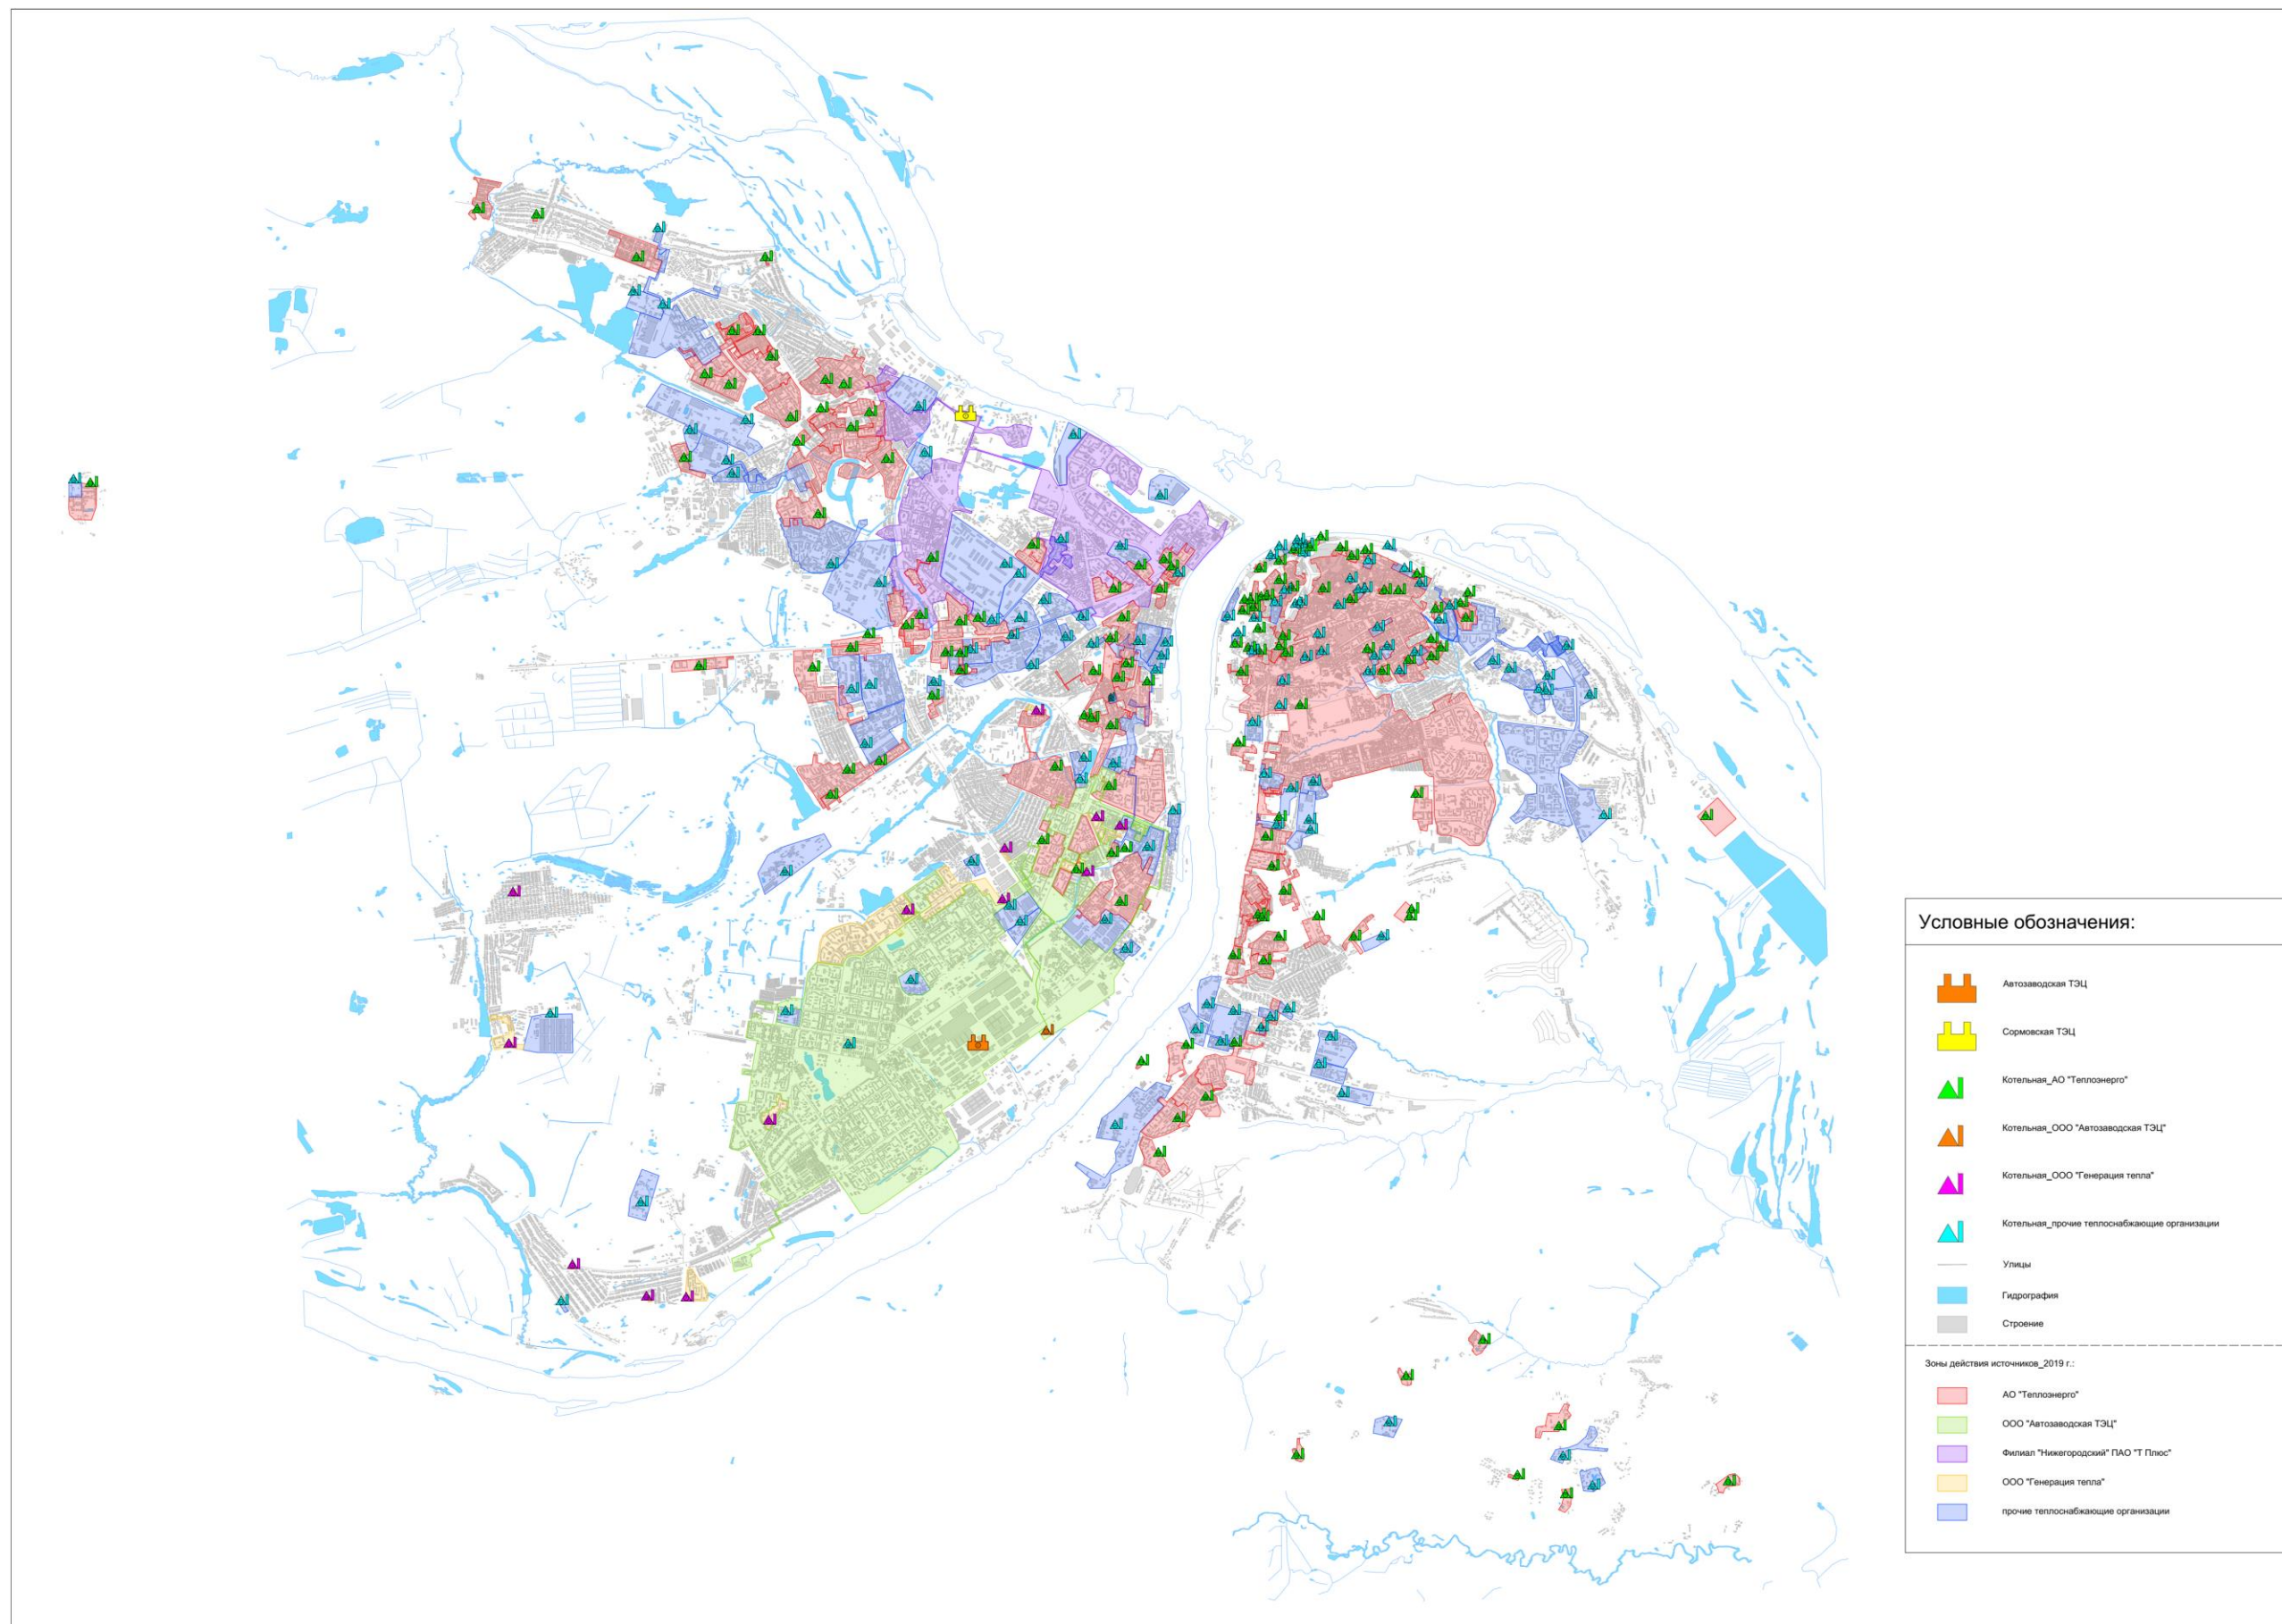 Условные обозначения:
Автозаводская ТЭЦ
Сормовская ТЭЦ
Котельная_АО "Теплоэнерго"
Котельная_ООО "Автозаводская ТЭЦ"
Котельная_ООО "Генерация тепла"
Котельная_прочие теплоснабжающие организации
Улицы
Гидрография
Строение
Зоны действия источников_2019 г.:
АО "Теплоэнерго"
ООО "Автозаводская ТЭЦ"
Филиал "Нижегородский" ПАО "Т Плюс"
ООО "Генерация тепла"
прочие теплоснабжающие организации